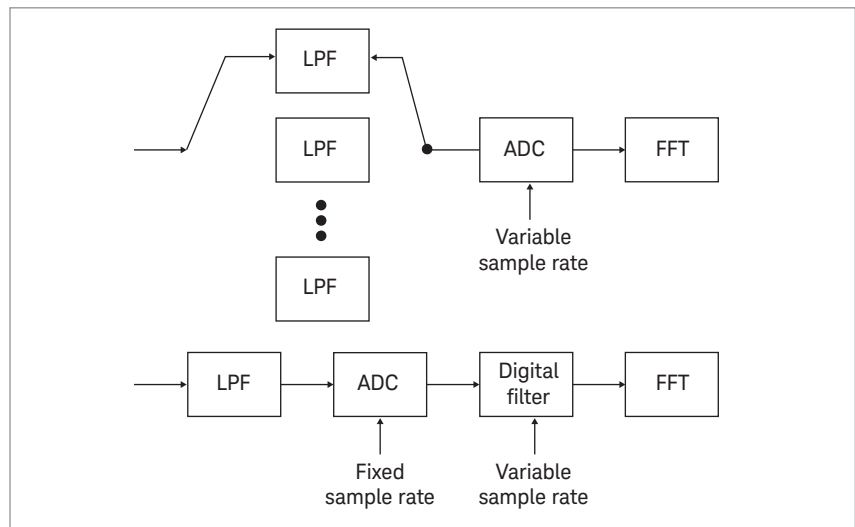 LPF
LPF
ADC
FFT
Variable
sample rate
LPF
LPF
ADC
Digital
filter
FFT
Fixed
sample rate
Variable
sample rate